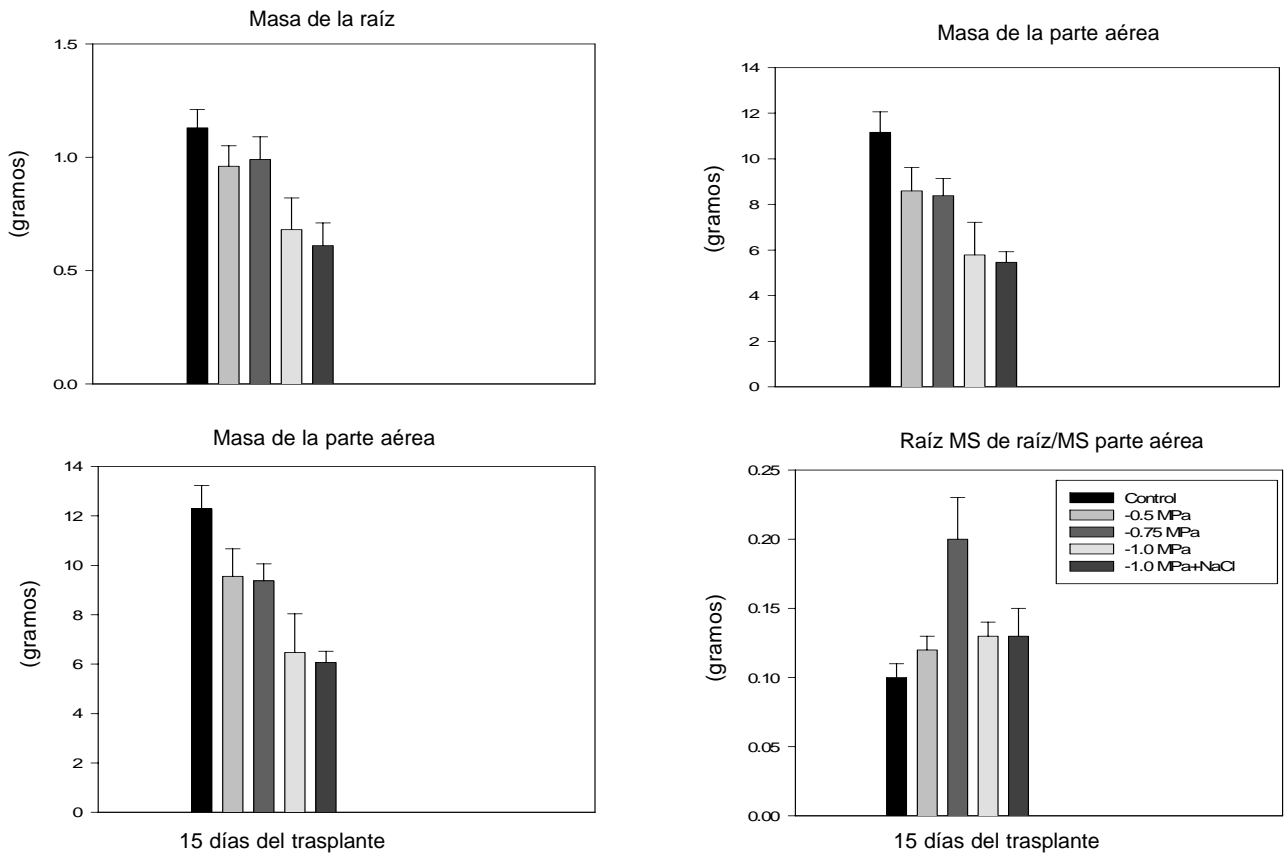 Masa de la raíz
1.5
1.0
0.5
0.0
(gramos)
Masa de la parte aérea
14
12
10
8
6
4
2
0
(gramos)
Masa de la parte aérea
14
12
10
8
6
4
2
0
(gramos)
15 días del trasplante
Raíz MS de raíz/MS parte aérea
0.25
0.20
0.15
0.10
0.05
0.00
(gramos)
Control
-0.5 MPa
-0.75 MPa
-1.0 MPa
-1.0 MPa+NaCl
15 días del trasplante